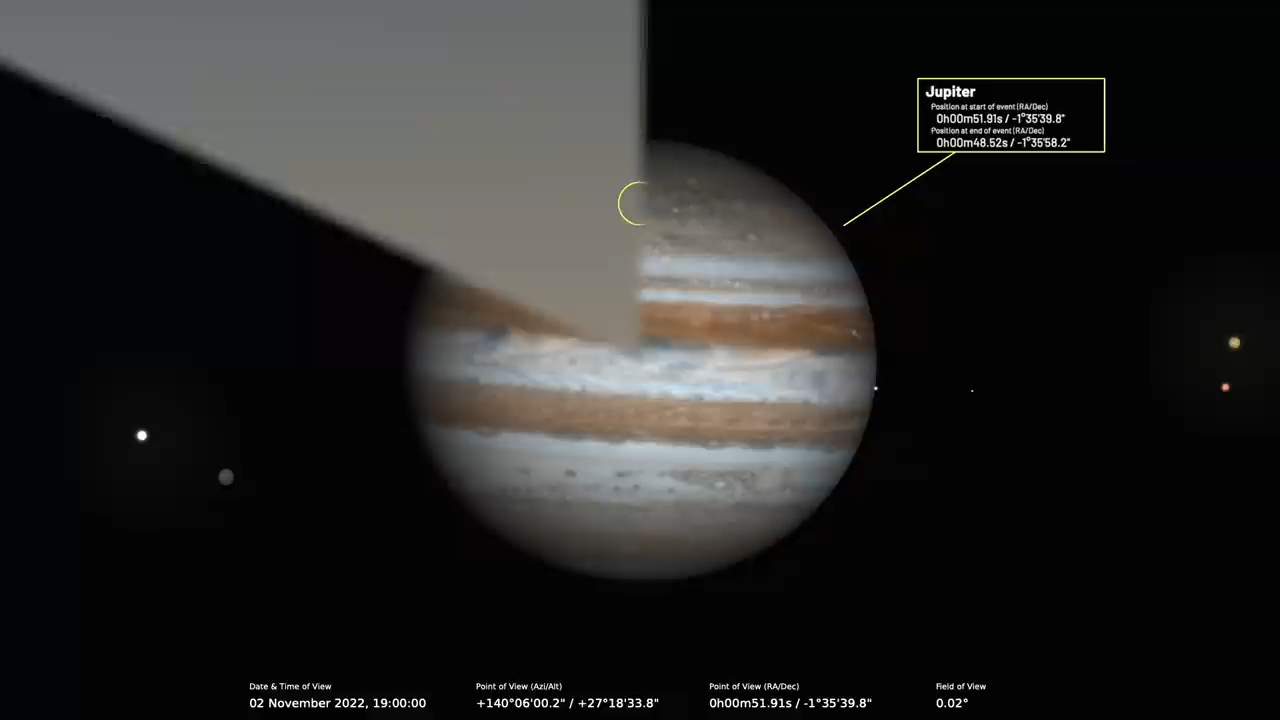 Jupiter
Position at start of event (RA/Dec)
0h00m51.91s / -1°35'39.8"
Position at end of event (RA/Dec)
0h00m48.52s / -1°35'58.2"
Date & Time of View
02 November 2022, 19:00:00
Point of View (Azi/Alt)
+140°06'00.2" / +27°18'33.8"
Point of View (RA/Dec)
0h00m51.91s / -1°35'39.8"
Field of View
0.02°